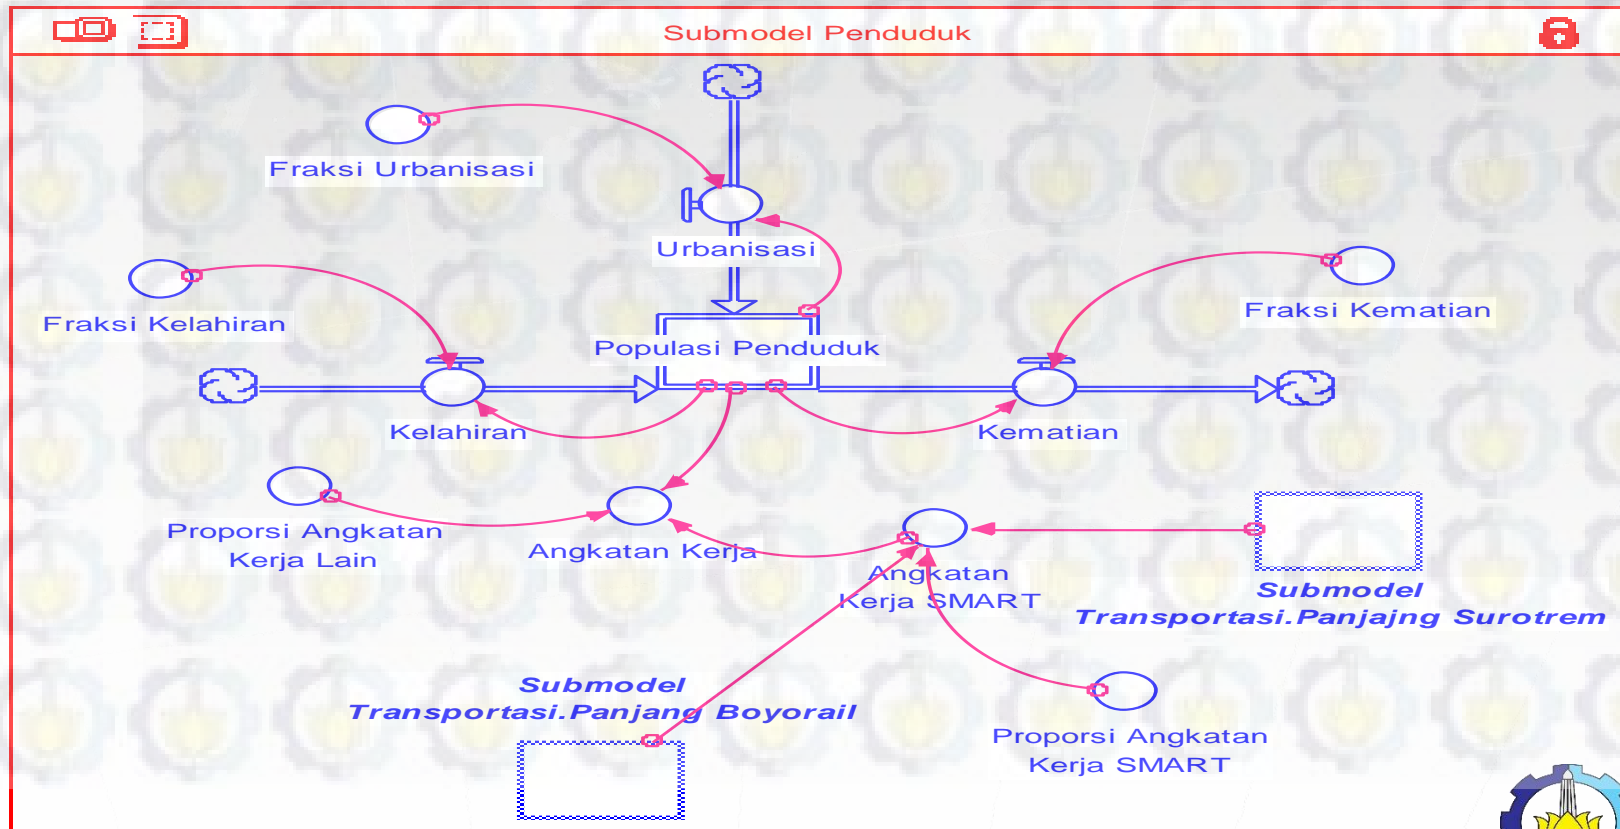 Submodel Penduduk
Fraksi Urbanisasi
Urbanisasi
Fraksi Kelahiran
Fraksi Kematian
Populasi Penduduk
Kelahiran
Kematian
Proporsi Angkatan
Kerja Lain
Angkatan Kerja
Angkatan
Kerja SMART
Submodel
Transportasi.Panjajng Surotrem
Submodel
Transportasi.Panjang Boyorail
Proporsi Angkatan
Kerja SMART